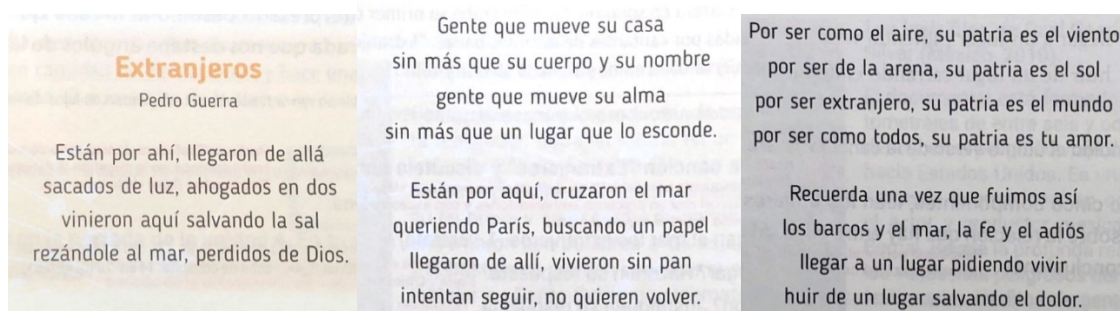 Extranjeros
Pedro Guerra
Están por ahí, llegaron de allá
sacados de luz, ahogados en dos
vinieron aquí salvando la sal
rezándole al mar, perdidos de Dios.
Gente que mueve su casa
sin más que su cuerpo y su nombre
gente que mueve su alma
sin más que un lugar que lo esconde.
Están por aquí, cruzaron el mar
queriendo París, buscando un papel
llegaron de allí, vivieron sin pan
intentan seguir, no quieren volver.
Por ser como el aire, su patria es el viento
por ser de la arena, su patria es el sol
por ser extranjero, su patria es el mundo
por ser como todos, su patria es tu amor.
Recuerda una vez que fuimos así
los barcos y el mar, la fe y el adiós
llegar a un lugar pidiendo vivir
huir de un lugar salvando el dolor.